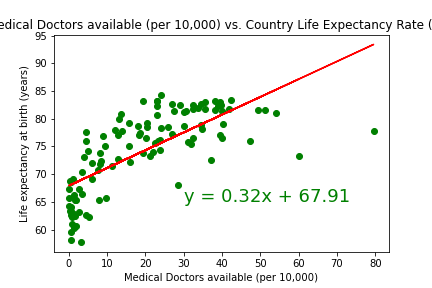 edical Doctors available (per 10,000) vs. Country Life Expectancy Rate (
95
90
85
80
75
70
65
60
Life expectancy at birth (years)
y = 0.32x + 67.91
0 10 20 30 40 50 60 70 80
Medical Doctors available (per 10,000)